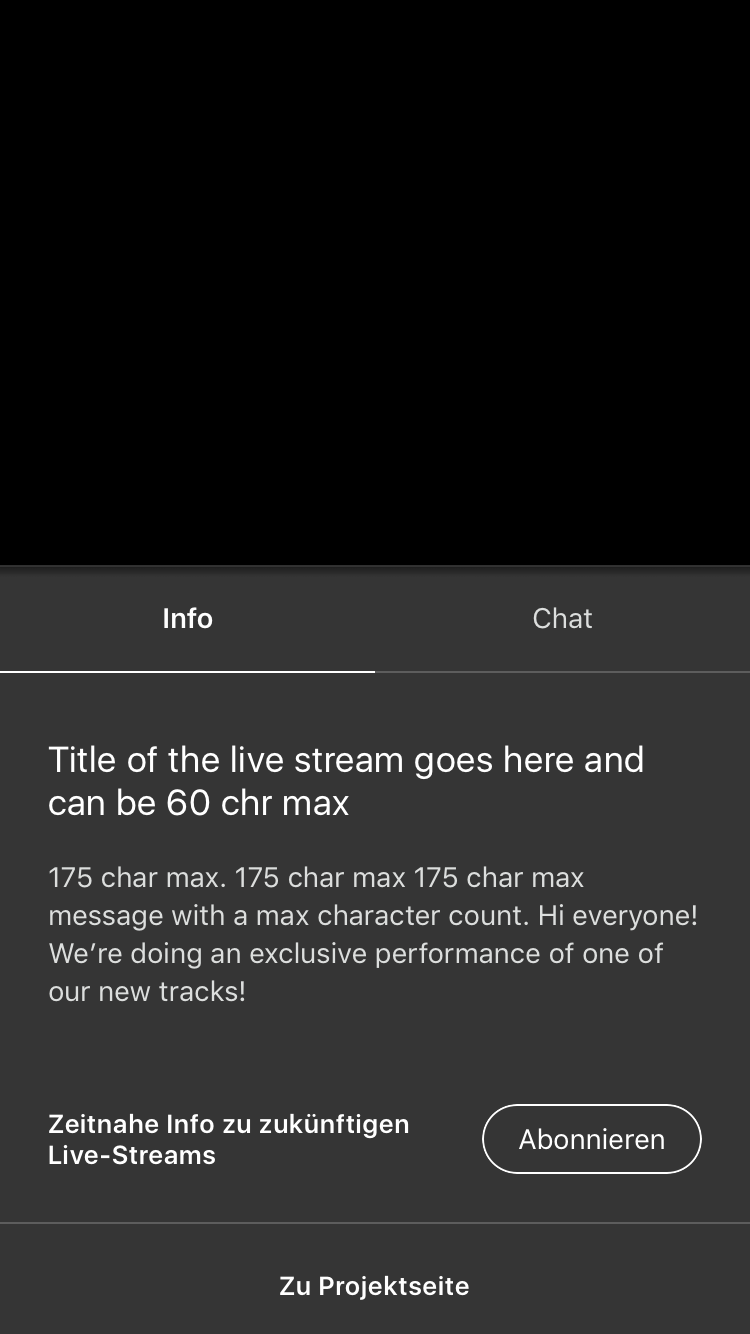 Info
Chat
Title of the live stream goes here and
can be 60 chr max
175 char max. 175 char max 175 char max
message with a max character count. Hi everyone!
We’re doing an exclusive performance of one of
our new tracks!
Zeitnahe Info zu zukünftigen
Live-Streams
Abonnieren
Zu Projektseite